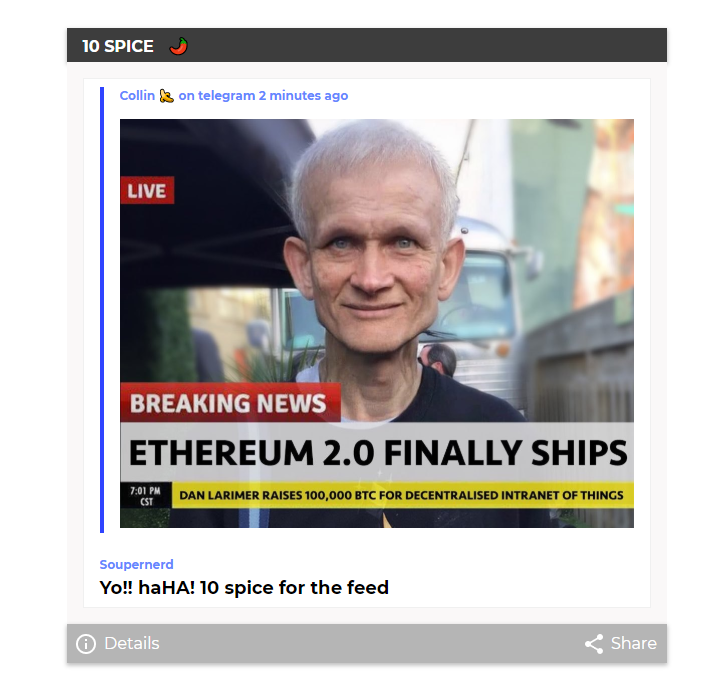 10 SPICE 🌶️
Collin 🤙 on telegram 2 minutes ago
LIVE
BREAKING NEWS
ETHEREUM 2.0 FINALLY SHIPS
7:01 PM
CST
DAN LARIMER RAISES 100,000 BTC FOR DECENTRALISED INTRANET OF THINGS
Soupernerd
Yo!! haHA! 10 spice for the feed
Details
Share